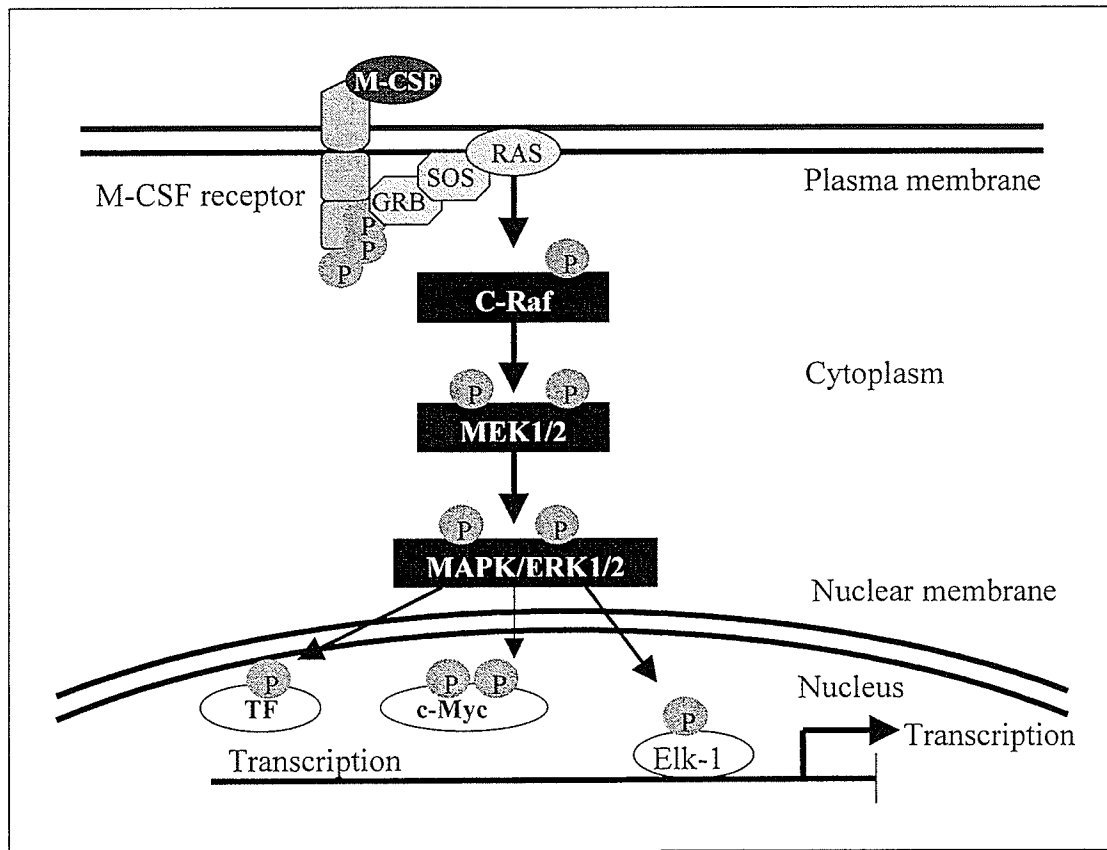 M-CSF
RAS
SOS
Plasma membrane
M-CSF receptor
GRB
P
P
P
P
C-Raf
Cytoplasm
P
P
MEK1/2
P
P
MAPK/ERK1/2
Nuclear membrane
P
P
P
Nucleus
TF
c-Myc
P
Transcription
Transcription
Elk-1